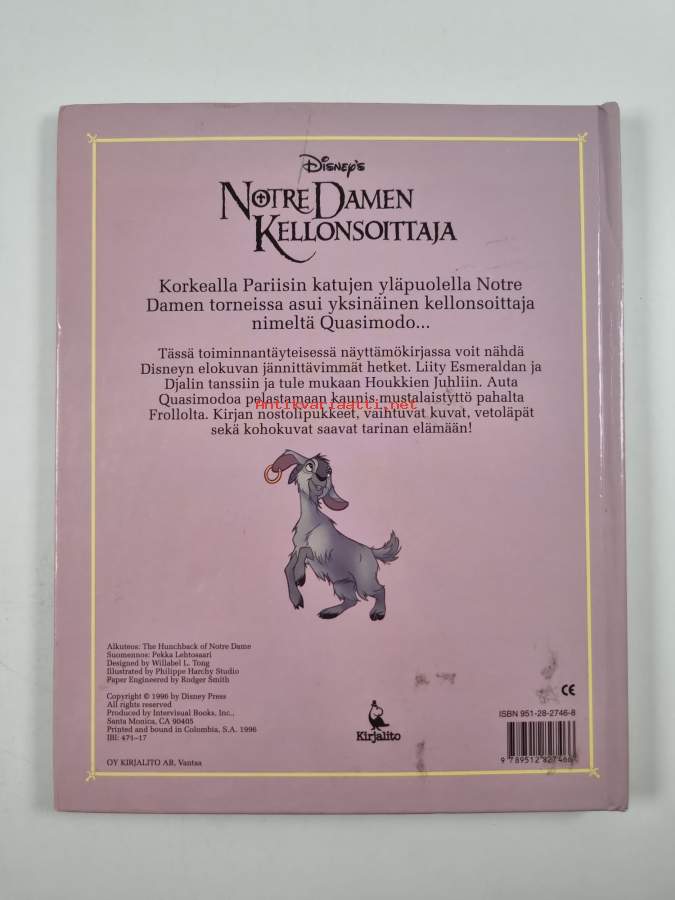 Disney's
Notre Damen
Kellonsoittaja
Korkealla Pariisin katujen yläpuolella Notre
Damen torneissa asui yksinäinen kellonsoittaja
nimeltä Quasimodo...
Tässä toiminnantäyteisessä näyttämökirjassa voit nähdä
Disneyn elokuvan jännittävimmät hetket. Liity Esmeraldan ja
Djalin tanssiin ja tule mukaan Houkkien Juhliin. Auta
Quasimodoa pelastamaan kaunis mustalaistyttö pahalta
Antikvariaatti.net
Frollolta. Kirjan nostolipukkeet, vaihtuvat kuvat, vetoläpät
sekä kohokuvat saavat tarinan elämään!
Alkuteos: The Hunchback of Notre Dame
Suomennos: Pekka Lehtosaari
Designed by Willabel L. Tong
Illustrated by Philippe Harchy Studio
Paper Engineered by Rodger Smith
Copyright © 1996 by Disney Press
All rights reserved
Produced by Intervisual Books, Inc.,
Santa Monica, CA 90405
Printed and bound in Colombia, S.A. 1996
IBI: 471–17
OY KIRJALITO AB, Vantaa
Kirjalito
CE
ISBN 951-28-2746-8
9 789512 827466